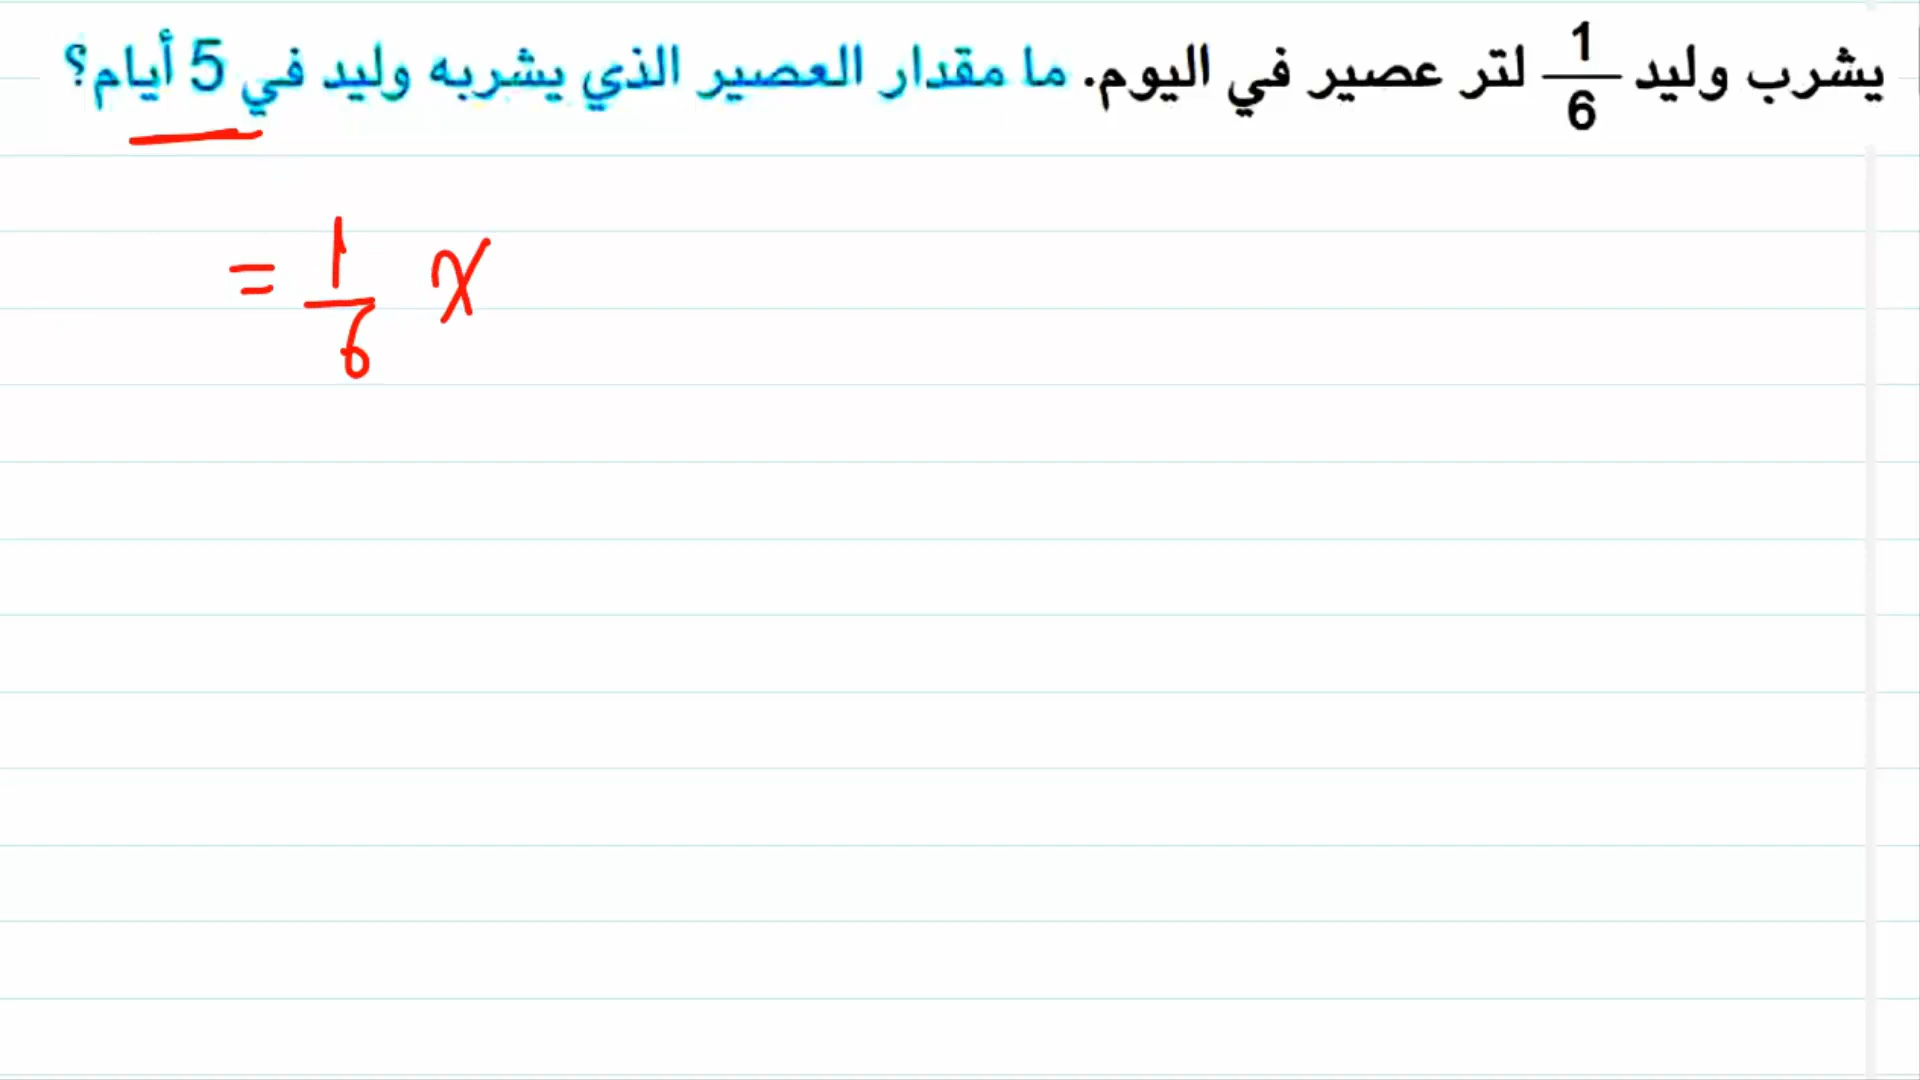 يشرب وليد 1/6 لتر عصير في اليوم. ما مقدار العصير الذي يشربه وليد في 5 أيام؟
= 1/6 x